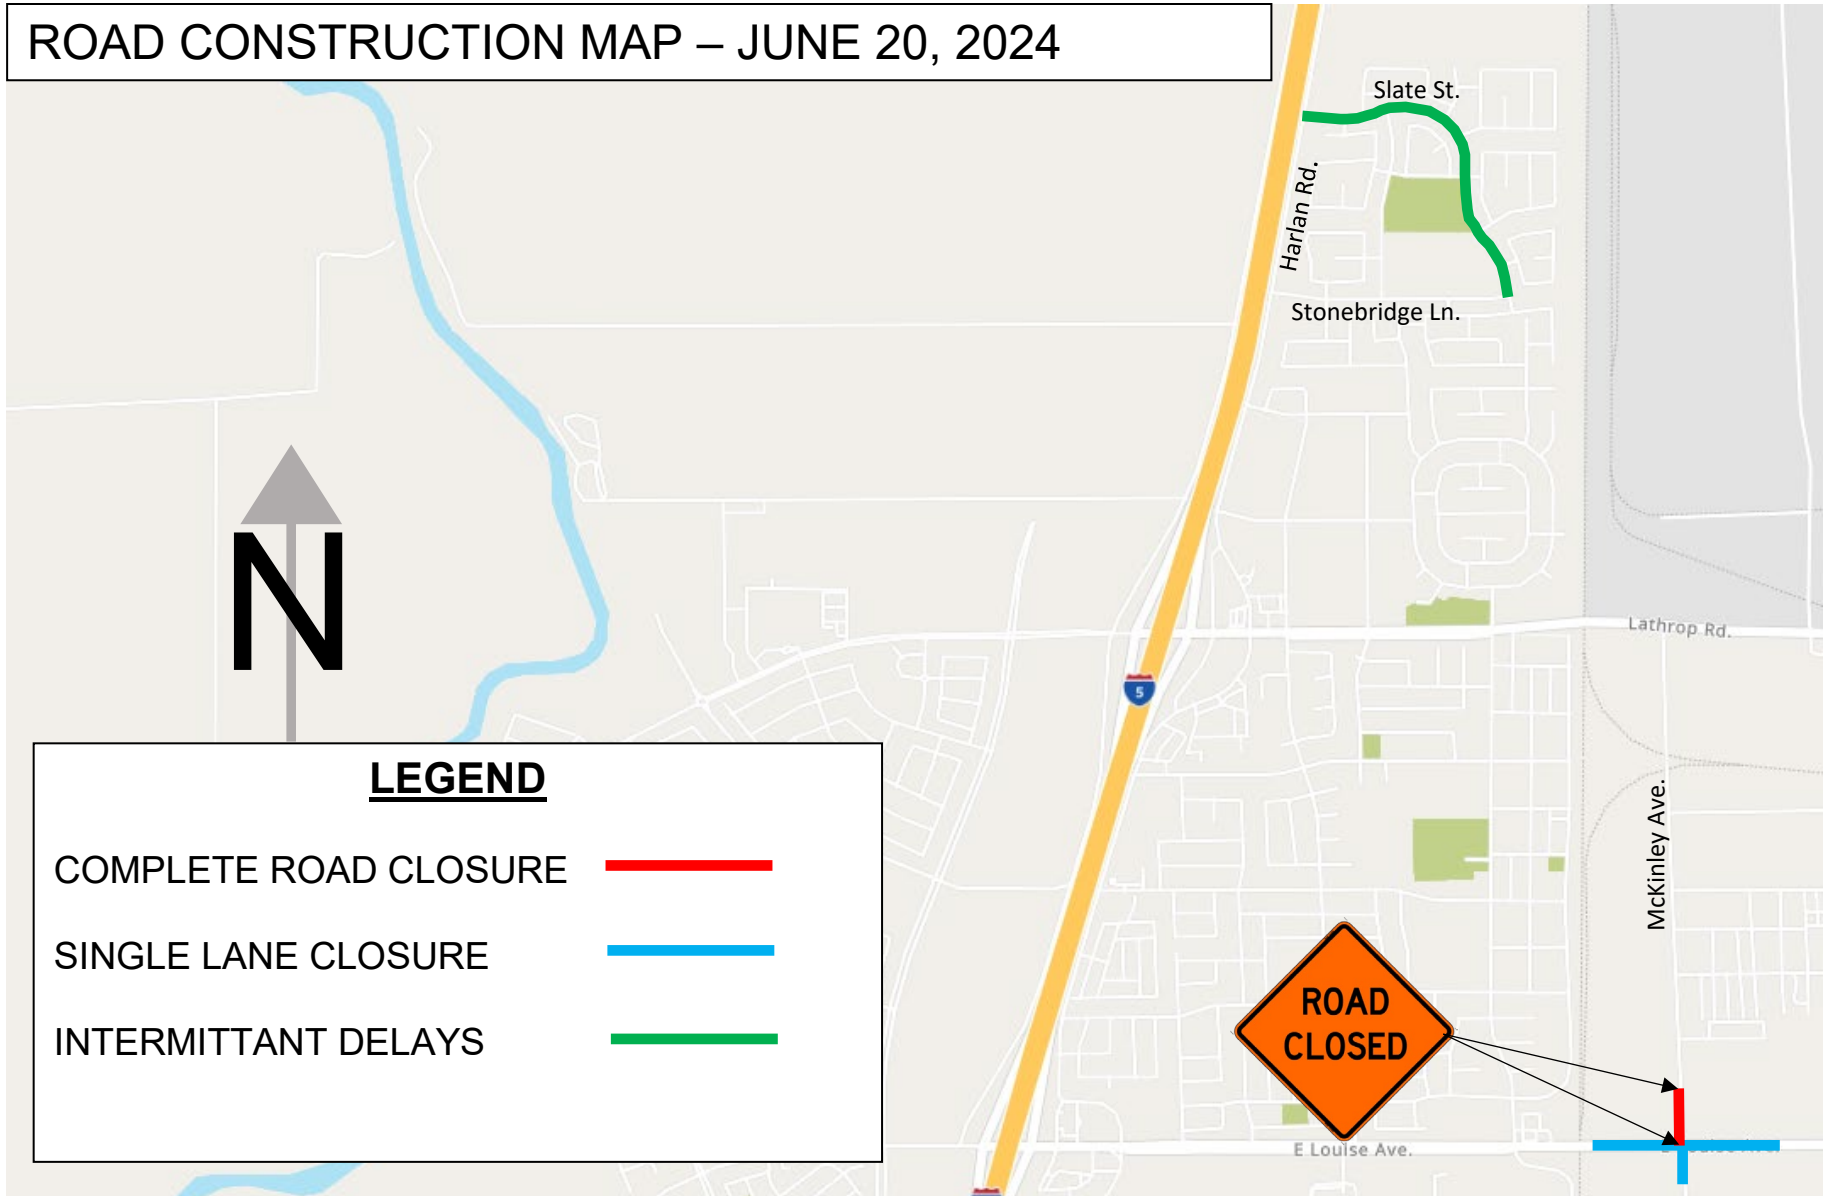 ROAD CONSTRUCTION MAP – JUNE 20, 2024
Slate St.
Harlan Rd.
Stonebridge Ln.
N
Lathrop Rd.
5
LEGEND
COMPLETE ROAD CLOSURE
SINGLE LANE CLOSURE
INTERMITTANT DELAYS
McKinley Ave.
ROAD
CLOSED
E Louise Ave.